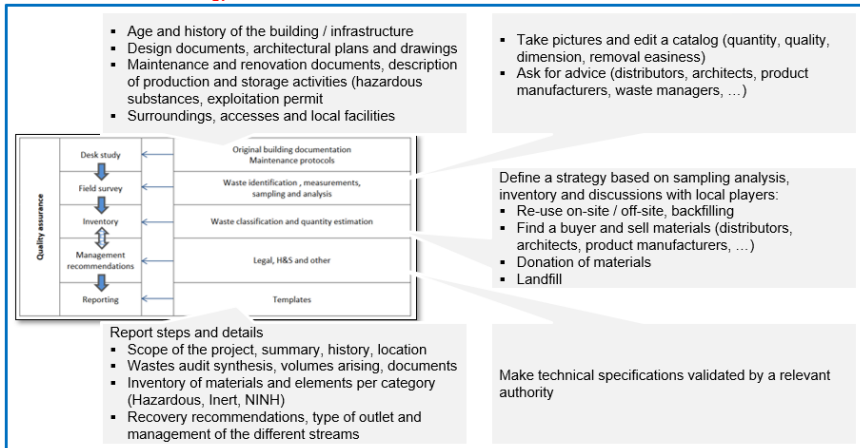 ▪ Age and history of the building / infrastructure
▪ Design documents, architectural plans and drawings
▪ Maintenance and renovation documents, description
of production and storage activities (hazardous
substances, exploitation permit
▪ Surroundings, accesses and local facilities
▪ Take pictures and edit a catalog (quantity, quality,
dimension, removal easiness)
▪ Ask for advice (distributors, architects, product
manufacturers, waste managers, …)
Quality assurance
Desk study
Original building documentation
Maintenance protocols
Field survey
Waste identification , measurements,
sampling and analysis
Inventory
Waste classification and quantity estimation
Management
recommendations
Legal, H&S and other
Reporting
Templates
Define a strategy based on sampling analysis,
inventory and discussions with local players:
▪ Re-use on-site / off-site, backfilling
▪ Find a buyer and sell materials (distributors,
architects, product manufacturers, …)
▪ Donation of materials
▪ Landfill
Report steps and details
▪ Scope of the project, summary, history, location
▪ Wastes audit synthesis, volumes arising, documents
▪ Inventory of materials and elements per category
(Hazardous, Inert, NINH)
▪ Recovery recommendations, type of outlet and
management of the different streams
Make technical specifications validated by a relevant
authority